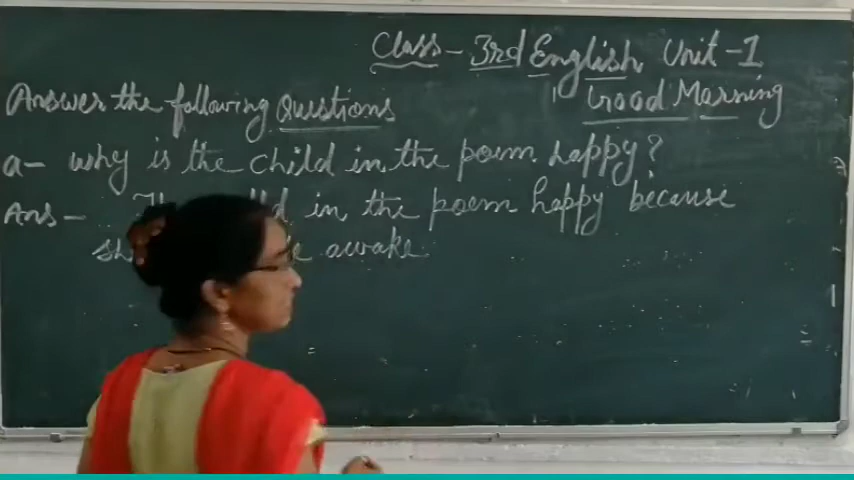 Class - 3rd English Unit - 1
Answer the following Questions
" Good Morning
a- why is the child in the poem happy?
Ans - in the poem happy because
awake